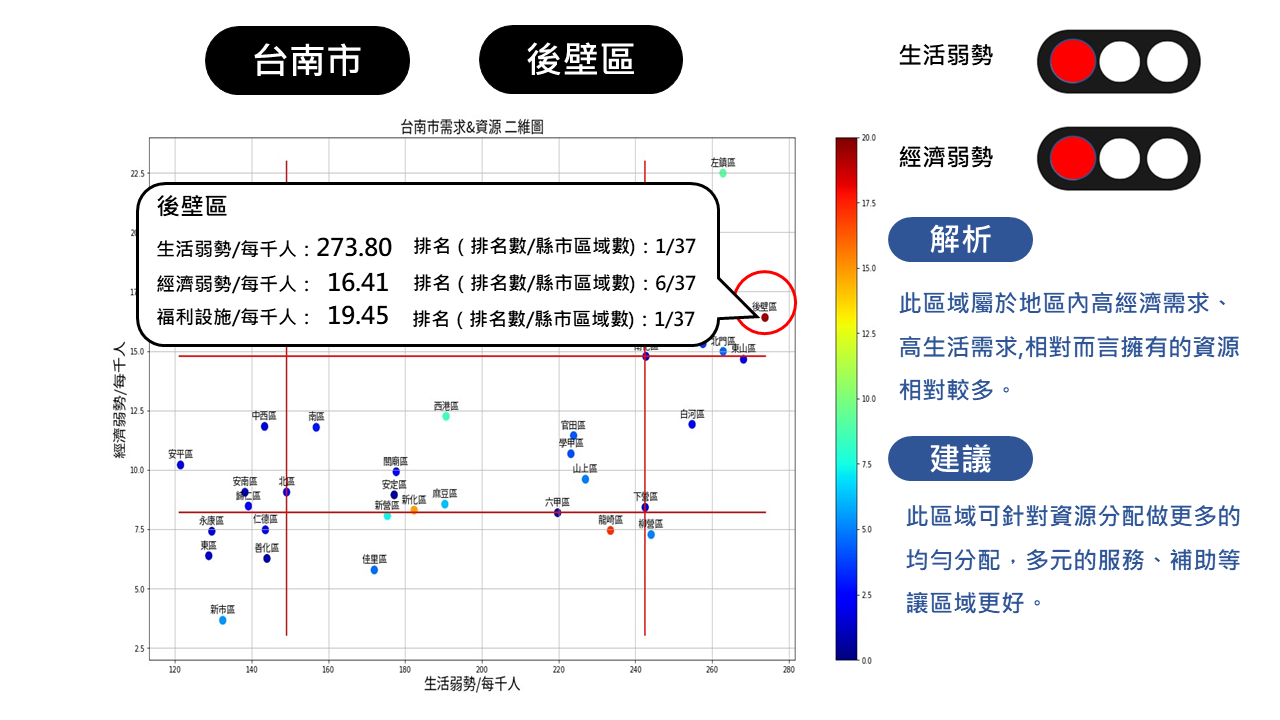 台南市
後壁區
生活弱勢
經濟弱勢
台南市需求&資源 二維圖
後壁區
生活弱勢/每千人：273.80 排名（排名數/縣市區域數)：1/37
經濟弱勢/每千人： 16.41 排名（排名數/縣市區域數)：6/37
福利設施/每千人： 19.45 排名（排名數/縣市區域數)：1/37
左鎮區
後壁區
北門區
東山區
白河區
西港區
中西區
南區
官田區
學甲區
安平區
關廟區
山上區
安南區
北區
安定區
歸仁區
新營區
新化區
麻豆區
六甲區
下營區
永康區
仁德區
龍崎區
柳營區
東區
善化區
佳里區
新市區
22.5
15.0
12.5
10.0
7.5
5.0
2.5
經濟弱勢/每千人
120 140 160 180 200 220 240 260 280
生活弱勢/每千人
20.0
17.5
15.0
12.5
10.0
7.5
5.0
2.5
0.0
解析
此區域屬於地區內高經濟需求、
高生活需求,相對而言擁有的資源
相對較多。
建議
此區域可針對資源分配做更多的
均勻分配，多元的服務、補助等
讓區域更好。